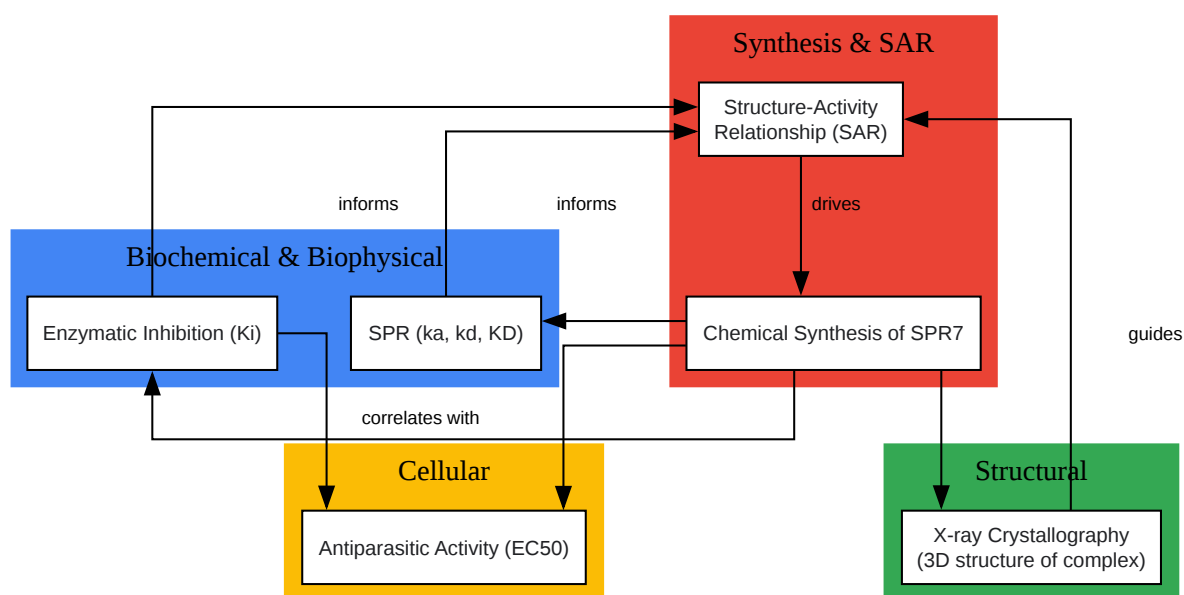 Synthesis & SAR
Structure-Activity
Relationship (SAR)
informs
informs
drives
Biochemical & Biophysical
Enzymatic Inhibition (Ki)
SPR (ka, kd, KD)
Chemical Synthesis of SPR7
guides
correlates with
Cellular
Structural
Antiparasitic Activity (EC50)
X-ray Crystallography
(3D structure of complex)